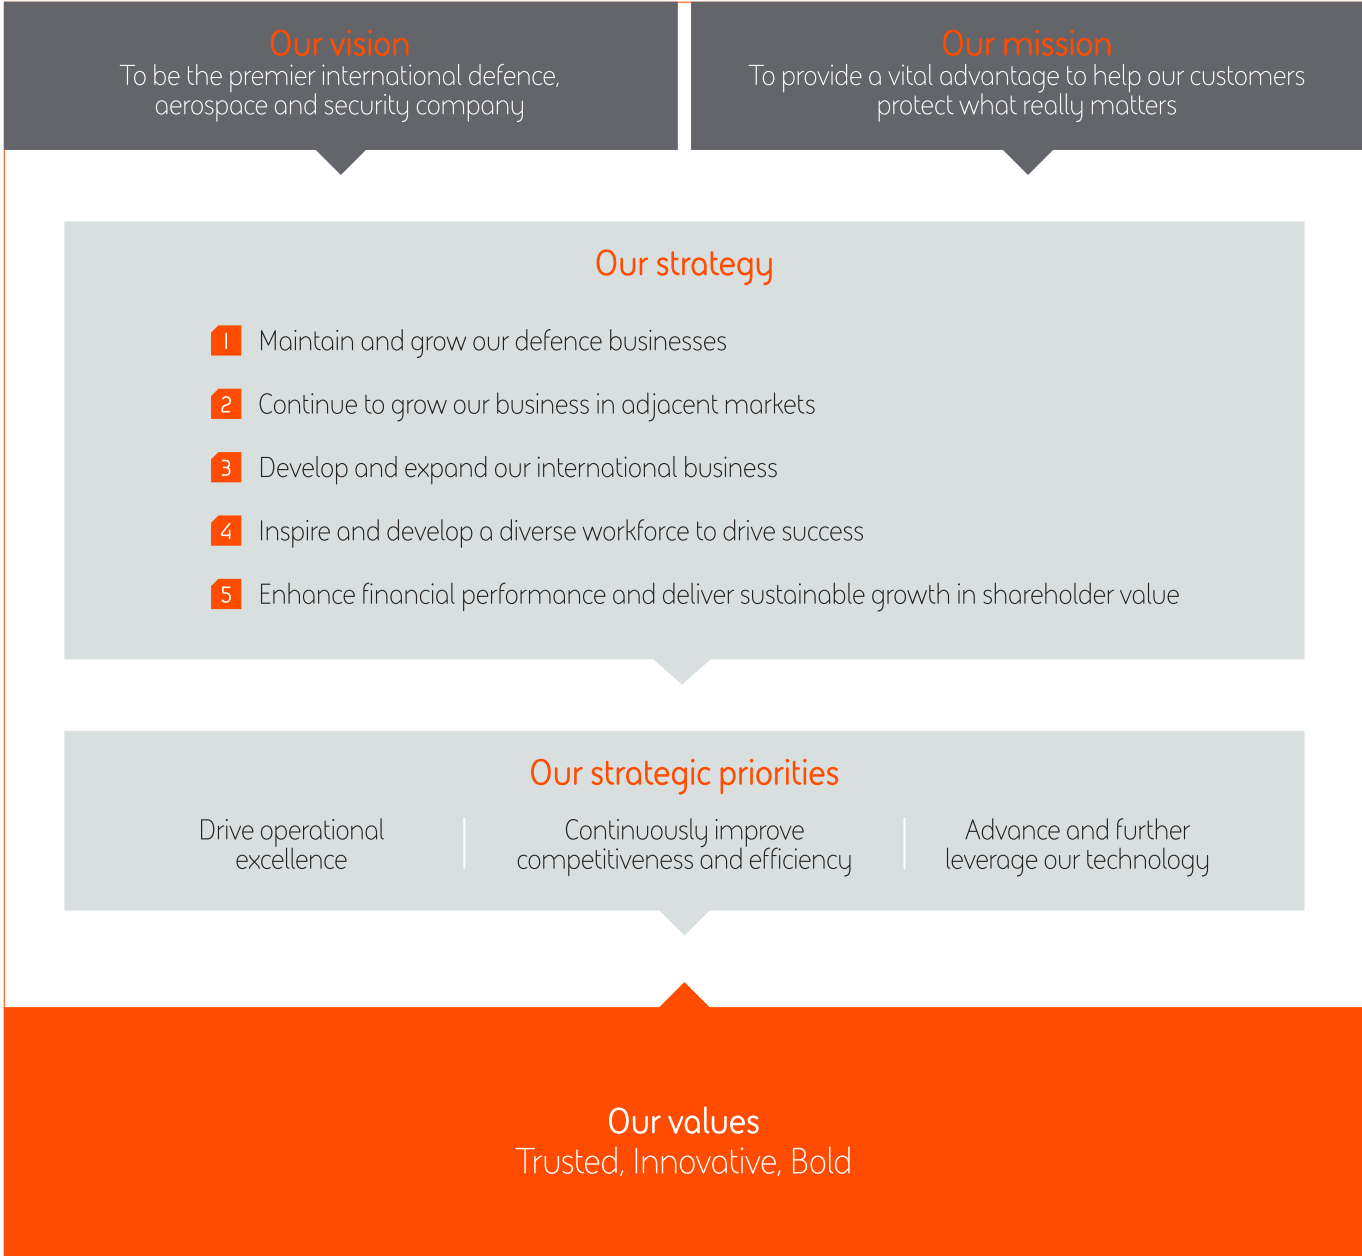 Our vision
To be the premier international defence,
aerospace and security company
Our mission
To provide a vital advantage to help our customers
protect what really matters
Our strategy
1 Maintain and grow our defence businesses
2 Continue to grow our business in adjacent markets
3 Develop and expand our international business
4 Inspire and develop a diverse workforce to drive success
5 Enhance financial performance and deliver sustainable growth in shareholder value
Our strategic priorities
Drive operational
excellence
Continuously improve
competitiveness and efficiency
Advance and further
leverage our technology
Our values
Trusted, Innovative, Bold